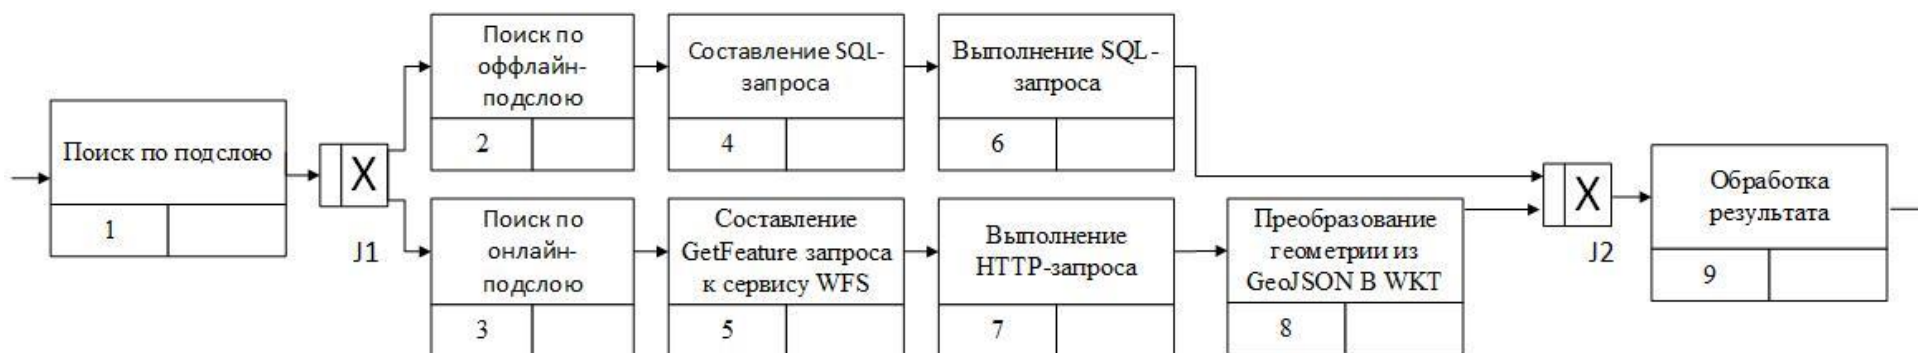 Поиск по подслою
1
X
J1
Поиск по
оффлайн-
подслою
2
Составление SQL-
запроса
4
Выполнение SQL-
запроса
6
Поиск по
онлайн-
подслою
3
Составление
GetFeature запроса
к сервису WFS
5
Выполнение
HTTP-запроса
7
Преобразование
геометрии из
GeoJSON В WKT
8
X
J2
Обработка
результата
9